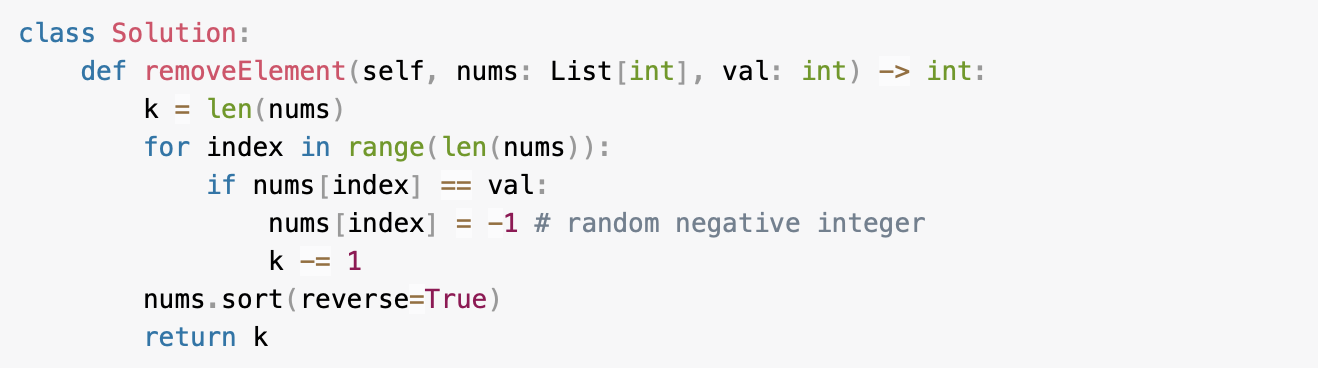 class Solution:
    def removeElement(self, nums: List[int], val: int) -> int:
        k = len(nums)
        for index in range(len(nums)):
            if nums[index] == val:
                nums[index] = -1 # random negative integer
                k -= 1
        nums.sort(reverse=True)
        return k